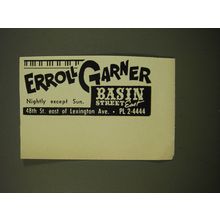 ERROLL GARNER
Nightly except Sun.
BASIN
STREET East
48th St. east of Lexington Ave. • PL 2-4444